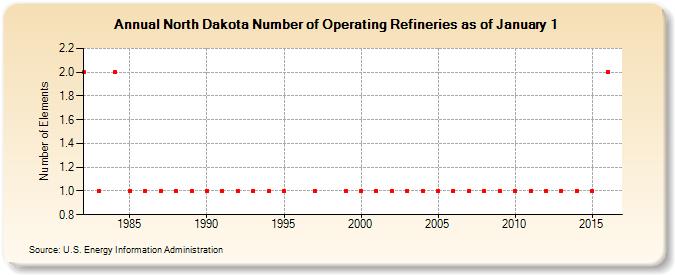 Annual North Dakota Number of Operating Refineries as of January 1
Number of Elements
2.2
2.0
1.8
1.6
1.4
1.2
1.0
0.8
1985 1990 1995 2000 2005 2010 2015
Source: U.S. Energy Information Administration